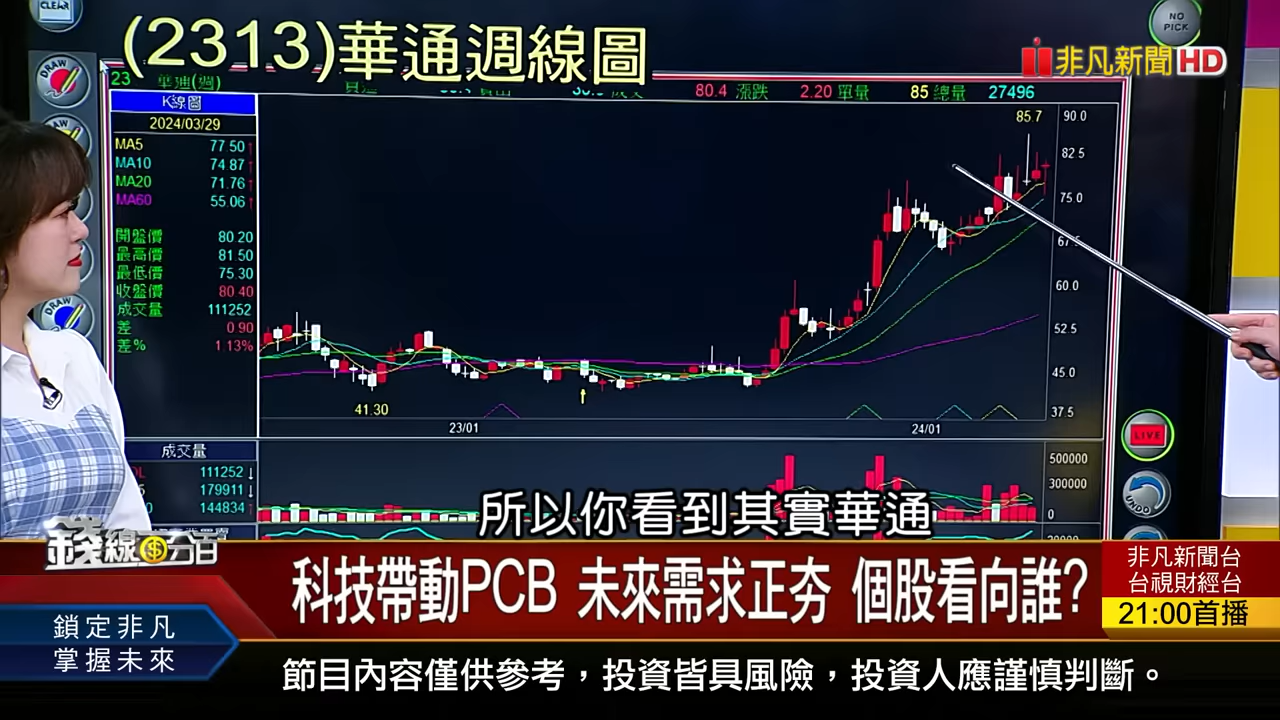 CLEAR
NO
PICK
(2313)華通週線圖
非凡新聞HD
DRAW
23 華通(週)
80.4 漲跌 2.20 單量 85 總量 27496
K線圖
2024/03/29
MA5 77.50↑
MA10 74.87↑
MA20 71.76↑
MA60 55.06↑
開盤價 80.20
最高價 81.50
最低價 75.30
收盤價 80.40
成交量 111252
差 0.90
差% 1.13%
DRAW
85.7
90.0
82.5
75.0
60.0
52.5
45.0
37.5
41.30
23/01
24/01
成交量
111252↓
179911↓
144834↑
500000
300000
0
LIVE
UNDO
所以你看到其實華通
錢線$百分百
科技帶動PCB 未來需求正夯 個股看向誰?
非凡新聞台
台視財經台
21:00首播
鎖定非凡
掌握未來
節目內容僅供參考，投資皆具風險，投資人應謹慎判斷。